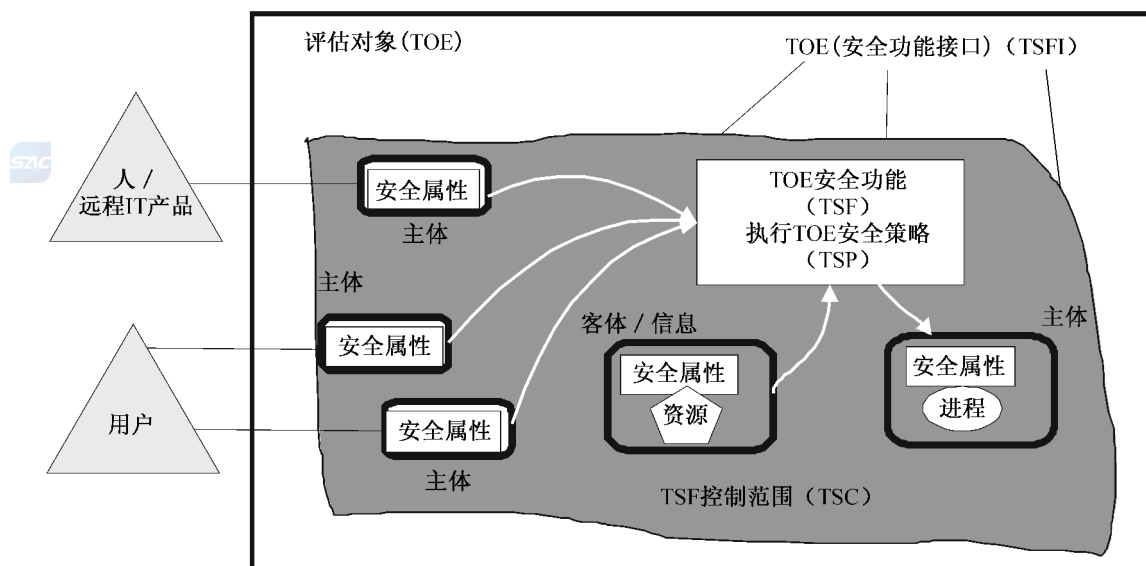 评估对象(TOE)
TOE(安全功能接口)（TSFI）
SAC
人 /
远程IT产品
安全属性
主体
TOE安全功能
（TSF）
执行TOE安全策略
（TSP）
主体
安全属性
客体 / 信息
安全属性
资源
主体
安全属性
进程
用户
安全属性
主体
TSF控制范围（TSC）